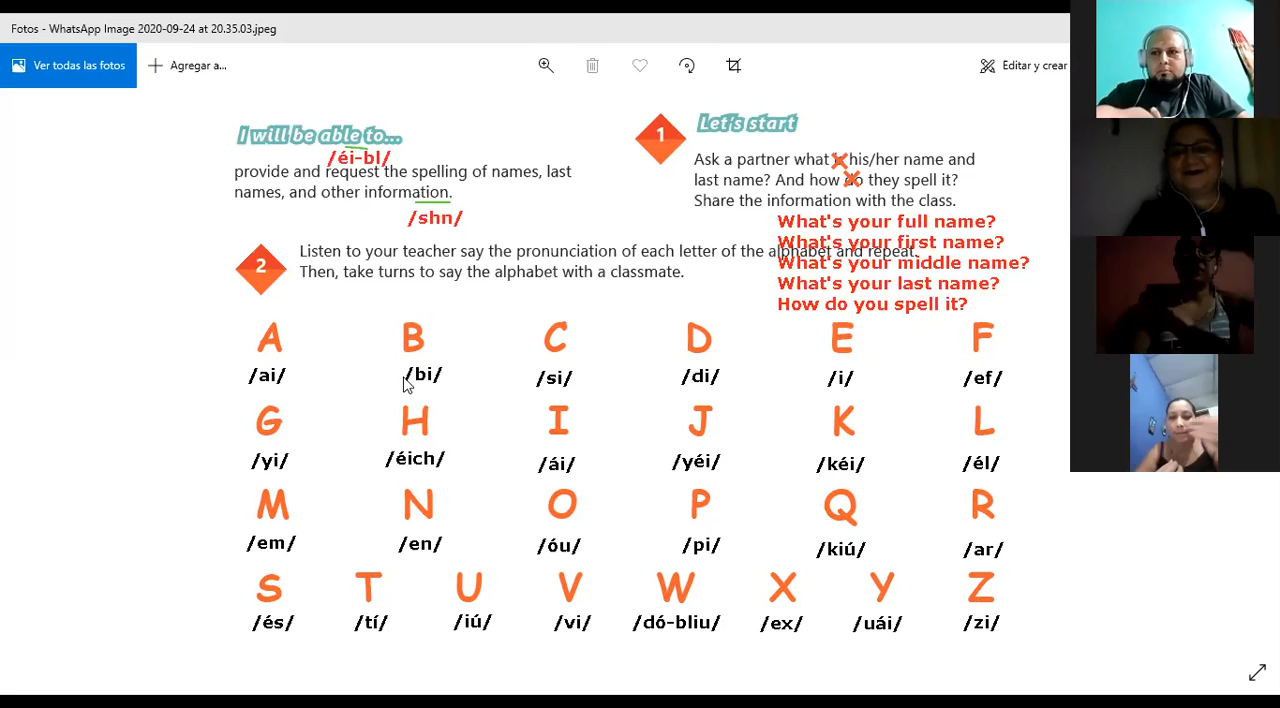 Fotos - WhatsApp Image 2020-09-24 at 20.35.03.jpeg
Ver todas las fotos
Agregar a...
Editar y crear
I will be able to...
/éi-bl/
provide and request the spelling of names, last
names, and other information.
/shn/
1
Let's start
Ask a partner what is his/her name and
last name? And how do they spell it?
Share the information with the class.
What's your full name?
What's your first name?
What's your middle name?
What's your last name?
How do you spell it?
2
Listen to your teacher say the pronunciation of each letter of the alphabet and repeat.
Then, take turns to say the alphabet with a classmate.
A B C D E F
/ai/ /bi/ /si/ /di/ /i/ /ef/
G H I J K L
/yi/ /éich/ /ái/ /yéi/ /kéi/ /él/
M N O P Q R
/em/ /en/ /óu/ /pi/ /kiú/ /ar/
S T U V W X Y Z
/és/ /tí/ /iú/ /vi/ /dó-bliu/ /ex/ /uái/ /zi/